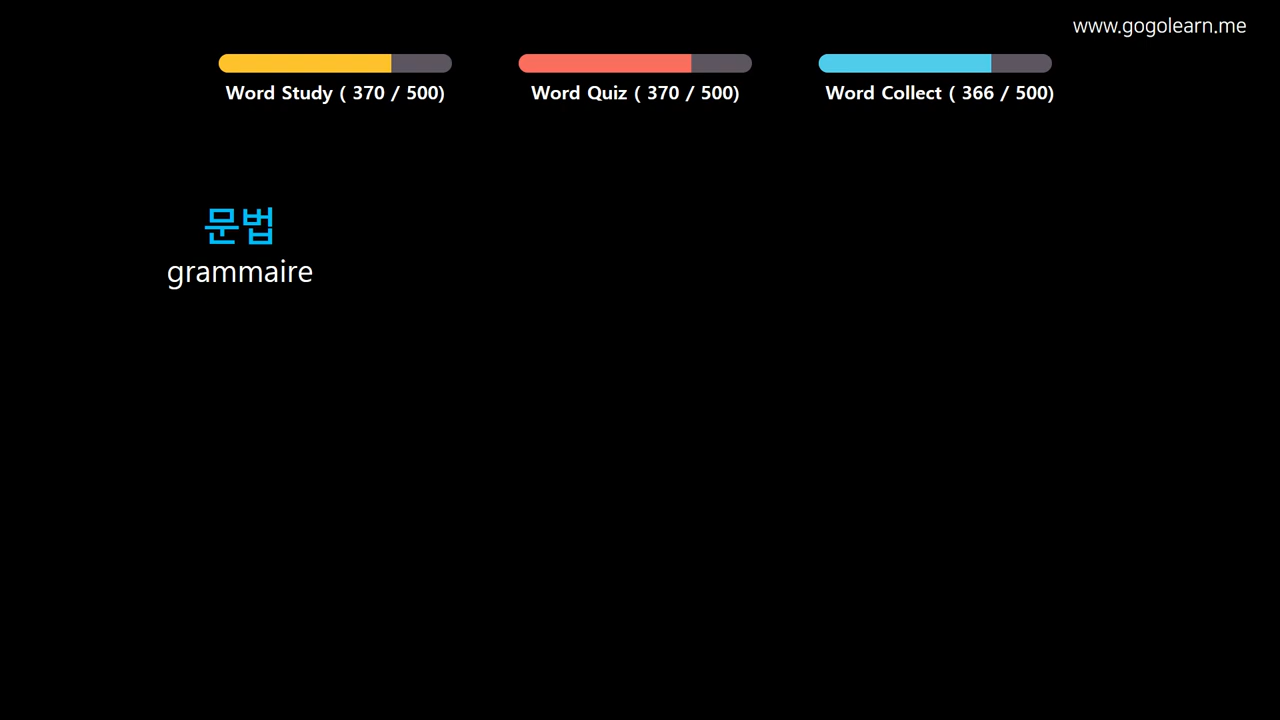 www.gogolearn.me
Word Study ( 370 / 500)
Word Quiz ( 370 / 500)
Word Collect ( 366 / 500)
문법
grammaire